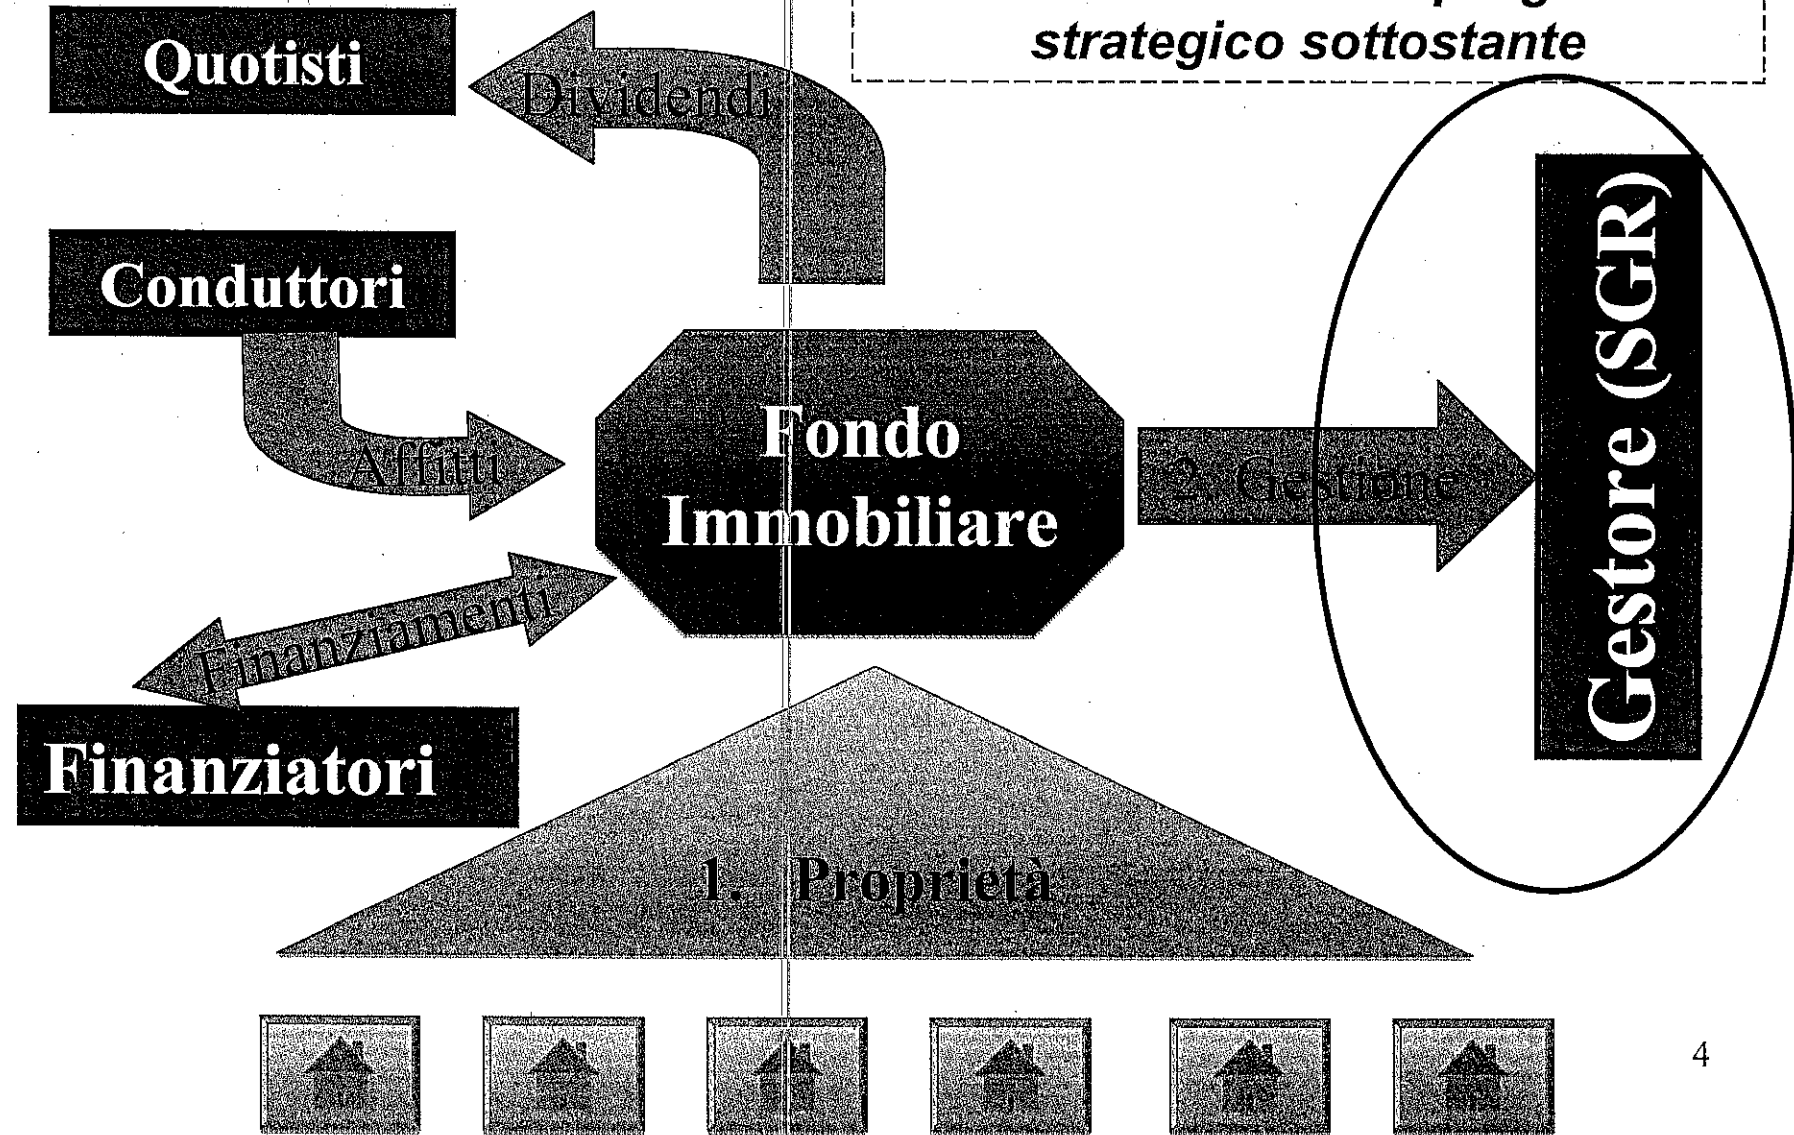 strategico sottostante
Quotisti
Dividendi
Conduttori
Affitti
Fondo
Immobiliare
2. Gestione
Gestore (SGR)
Finanziamenti
Finanziatori
1. Proprietà
4